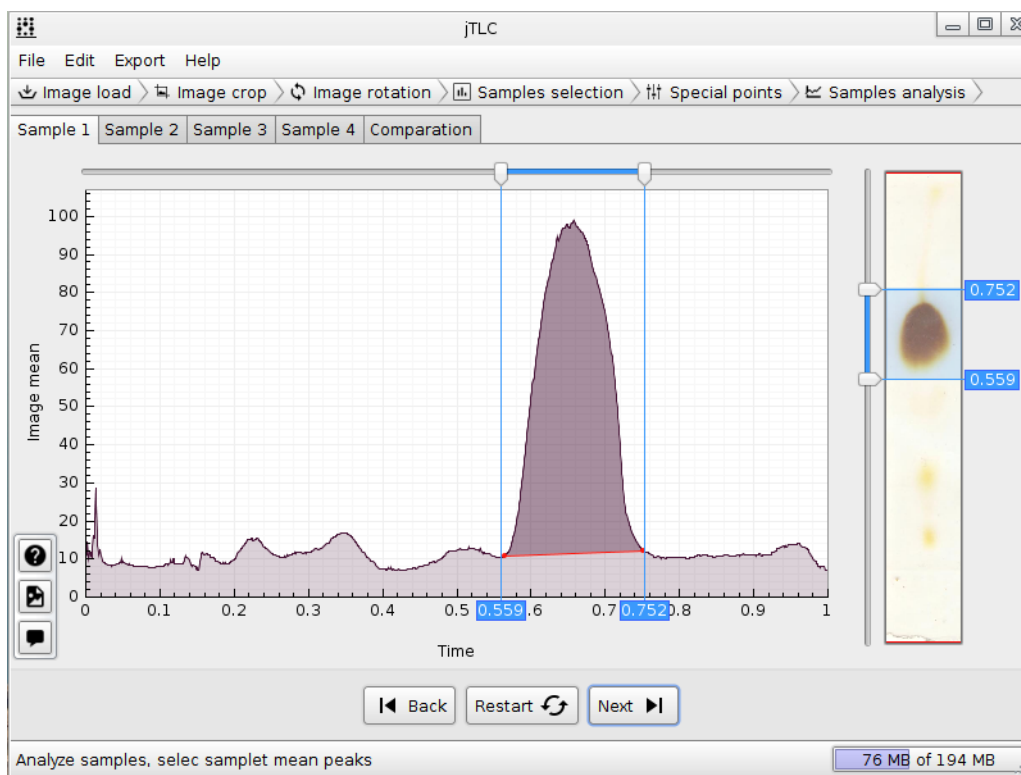 jTLC
File Edit Export Help
Image load Image crop Image rotation Samples selection Special points Samples analysis
Sample 1 Sample 2 Sample 3 Sample 4 Comparation
100
90
80
70
60
50
40
30
20
10
0
Image mean
0 0.1 0.2 0.3 0.4 0.5 0.559 .6 0.7 0.752 0.8 0.9 1
Time
0.752
0.559
Back Restart Next
Analyze samples, selec samplet mean peaks
76 MB of 194 MB